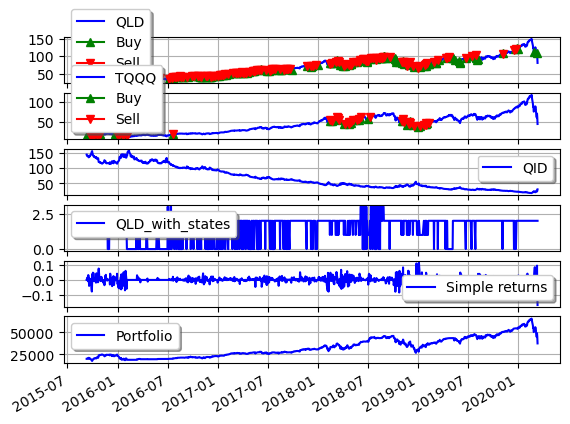 QLD
Buy
Sell
150
100
50
TQQQ
Buy
Sell
100
50
QID
150
100
50
QLD_with_states
2.5
0.0
Simple returns
0.1
0.0
−0.1
Portfolio
50000
25000
2015-07 2016-01 2016-07 2017-01 2017-07 2018-01 2018-07 2019-01 2019-07 2020-01